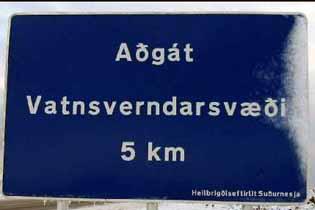 Aðgát
Vatnsverndarsvæði
5 km
Heilbrigðiseftirlit Suðurnesja